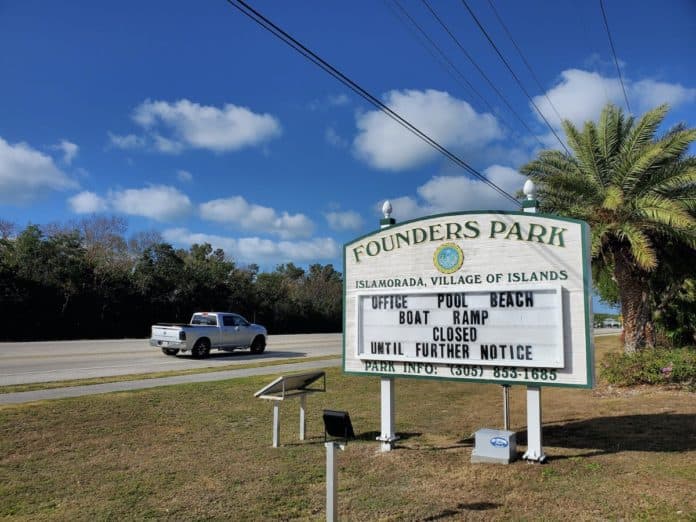 FOUNDERS PARK
ISLAMORADA, VILLAGE OF ISLANDS
OFFICE POOL BEACH
BOAT RAMP
CLOSED
UNTIL FURTHER NOTICE
PARK INFO: (305) 853-1685